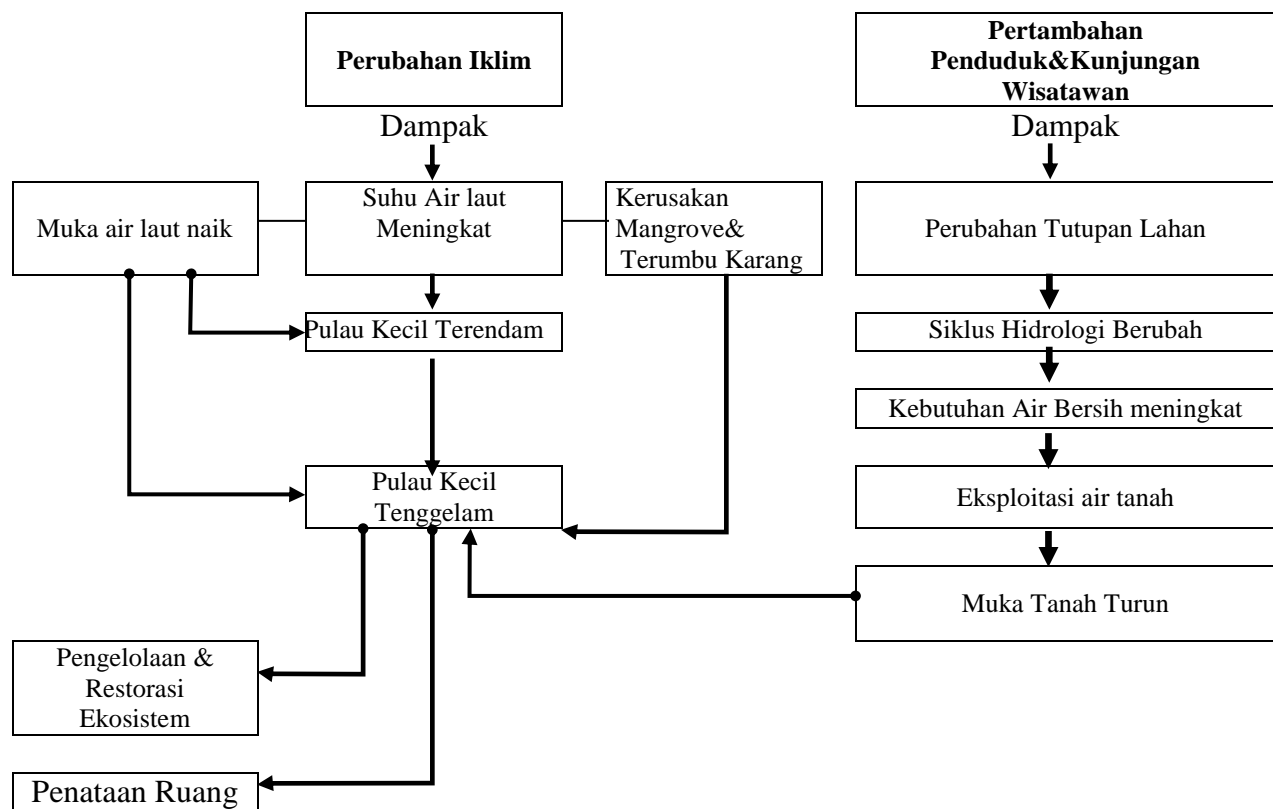 Perubahan Iklim
Pertambahan
Penduduk&Kunjungan
Wisatawan
Dampak
Dampak
Muka air laut naik
Suhu Air laut
Meningkat
Kerusakan
Mangrove&
Terumbu Karang
Perubahan Tutupan Lahan
Pulau Kecil Terendam
Siklus Hidrologi Berubah
Kebutuhan Air Bersih meningkat
Pulau Kecil
Tenggelam
Eksploitasi air tanah
Muka Tanah Turun
Pengelolaan &
Restorasi
Ekosistem
Penataan Ruang